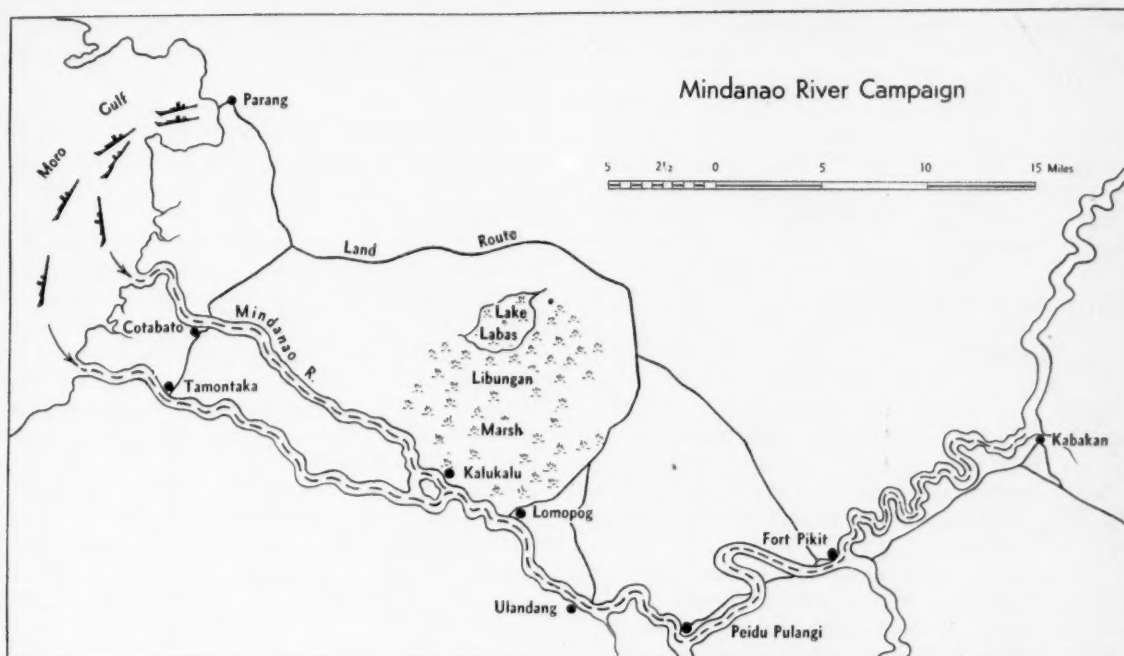 Mindanao River Campaign
5 2½ 0 5 10 15 Miles
Moro Gulf
Parang
Land Route
Mindanao R.
Cotabato
Tamontaka
Lake
Labas
Libungan
Marsh
Kalukalu
Lomopog
Kabakan
Fort Pikit
Ulandang
Peidu Pulangi